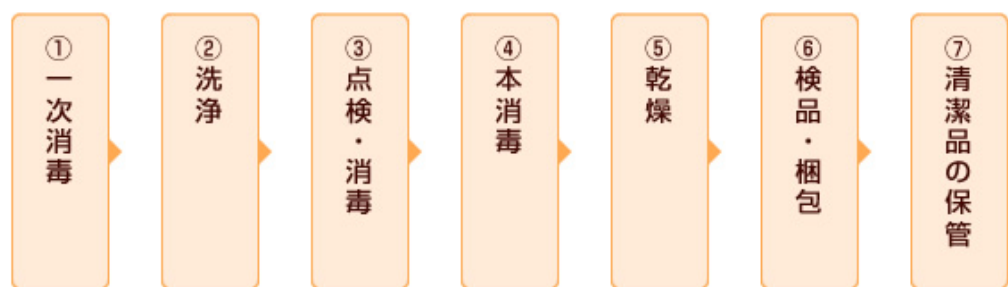 ①一次消毒
②洗浄
③点検・消毒
④本消毒
⑤乾燥
⑥検品・梱包
⑦清潔品の保管